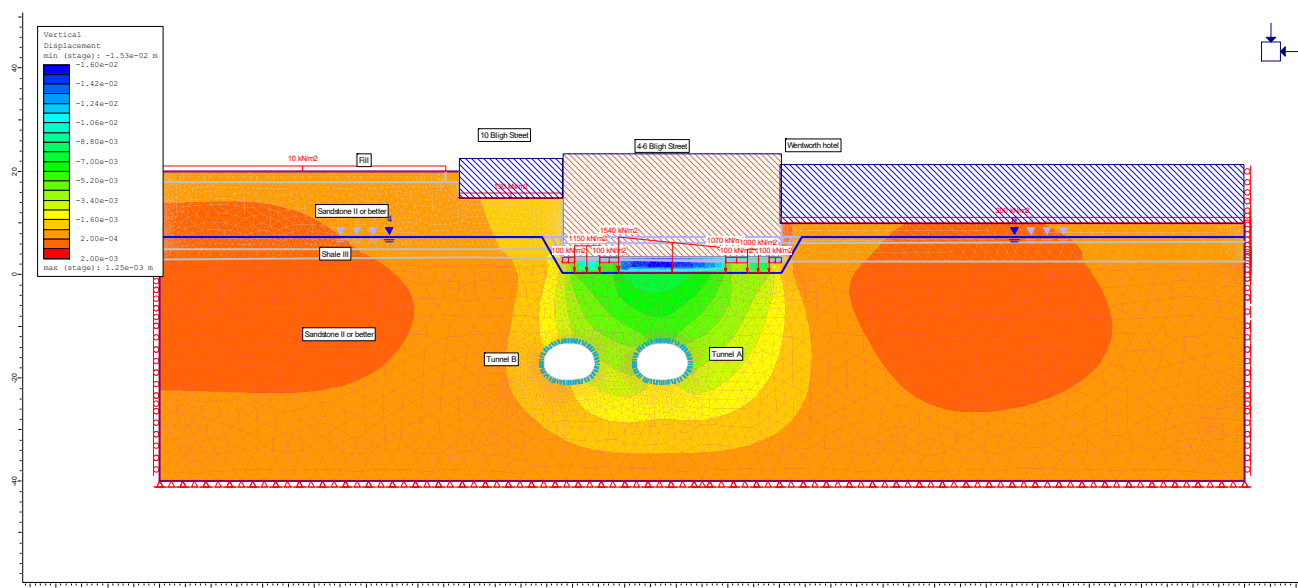 Vertical
Displacement
min (stage): -1.53e-02 m
-1.60e-02
-1.42e-02
-1.24e-02
-1.06e-02
-8.80e-03
-7.00e-03
-5.20e-03
-3.40e-03
-1.60e-03
2.00e-04
2.00e-03
max (stage): 1.25e-03 m
40
20
0
-20
-40
10 kN/m2
Fill
10 Bligh Street
4-6 Bligh Street
Wentworth hotel
130 kN/m2
200 kN/m2
Sandstone II or better
Shale III
Sandstone II or better
1540 kN/m2
1150 kN/m2
1070 kN/m
1000 kN/m2
100 kN/m2
100 kN/m2
100 kN/m2
100 kN/m2
Tunnel B
Tunnel A